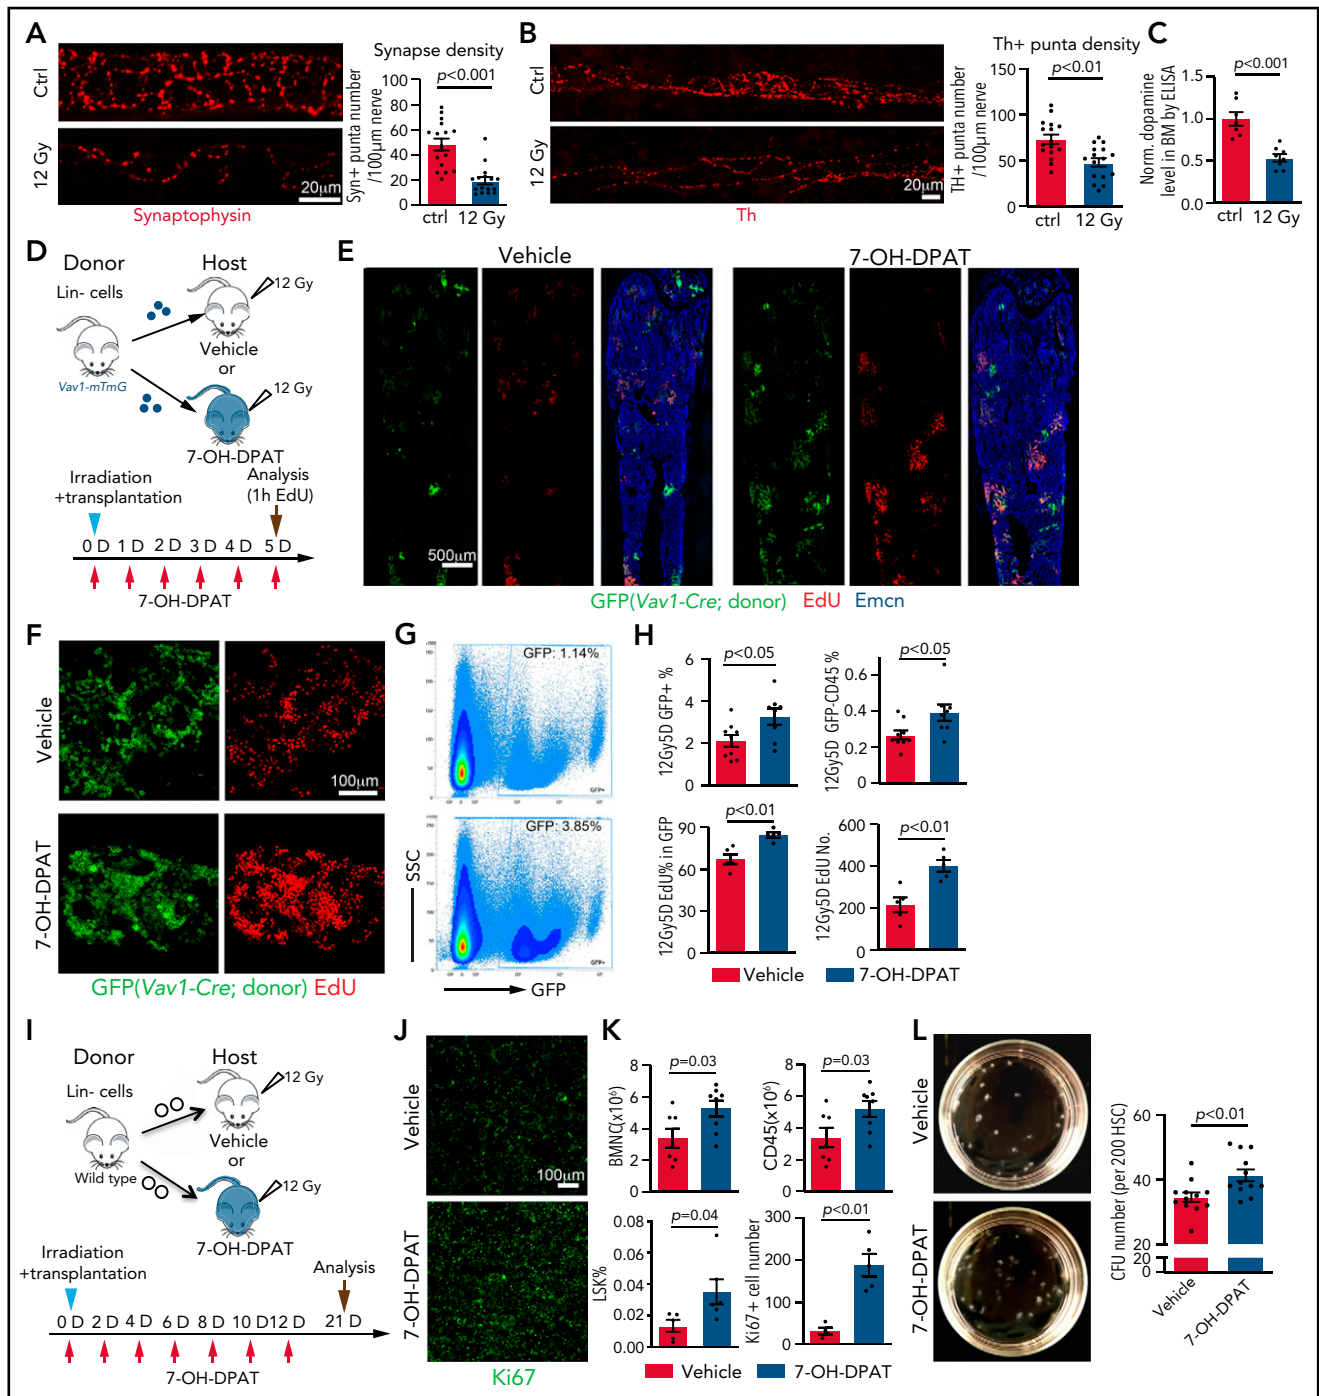 A
Ctrl
12 Gy
20μm
Synaptophysin
Synapse density
Syn+ punta number
/100μm nerve
100
80
60
40
20
0
p<0.001
ctrl 12 Gy
B
Ctrl
12 Gy
20μm
Th
Th+ punta density
TH+ punta number
/100μm nerve
150
100
50
0
p<0.01
ctrl 12 Gy
C
Norm. dopamine
level in BM by ELISA
1.5
1.0
0.5
0.0
p<0.001
ctrl 12 Gy
D
Donor Host
Lin- cells
12 Gy
Vehicle
or
Vav1-mTmG
12 Gy
7-OH-DPAT
Irradiation
+transplantation
Analysis
(1h EdU)
0 D 1 D 2 D 3 D 4 D 5 D
7-OH-DPAT
E
Vehicle 7-OH-DPAT
500μm
GFP(Vav1-Cre; donor) EdU Emcn
F
Vehicle
100μm
7-OH-DPAT
GFP(Vav1-Cre; donor) EdU
G
GFP: 1.14%
GFP+
GFP: 3.85%
GFP+
SSC
GFP
H
12Gy5D GFP+ %
6
4
2
0
p<0.05
12Gy5D GFP-CD45 %
0.6
0.4
0.2
0
p<0.05
12Gy5D EdU% in GFP
90
60
30
0
p<0.01
12Gy5D EdU No.
600
400
200
0
p<0.01
Vehicle 7-OH-DPAT
I
Donor Host
Lin- cells
12 Gy
Vehicle
or
Wild type
12 Gy
7-OH-DPAT
Irradiation
+transplantation
Analysis
0 D 2 D 4 D 6 D 8 D 10 D 12 D 21 D
7-OH-DPAT
J
Vehicle
100μm
7-OH-DPAT
Ki67
K
BMNC(x10⁶)
8
6
4
2
0
p=0.03
CD45(x10⁶)
8
6
4
2
0
p=0.03
LSK%
0.08
0.06
0.04
0.02
0.00
p=0.04
Ki67+ cell number
300
200
100
0
p<0.01
Vehicle 7-OH-DPAT
L
Vehicle
7-OH-DPAT
CFU number (per 200 HSC)
60
40
20
20
0
p<0.01
Vehicle
7-OH-DPAT